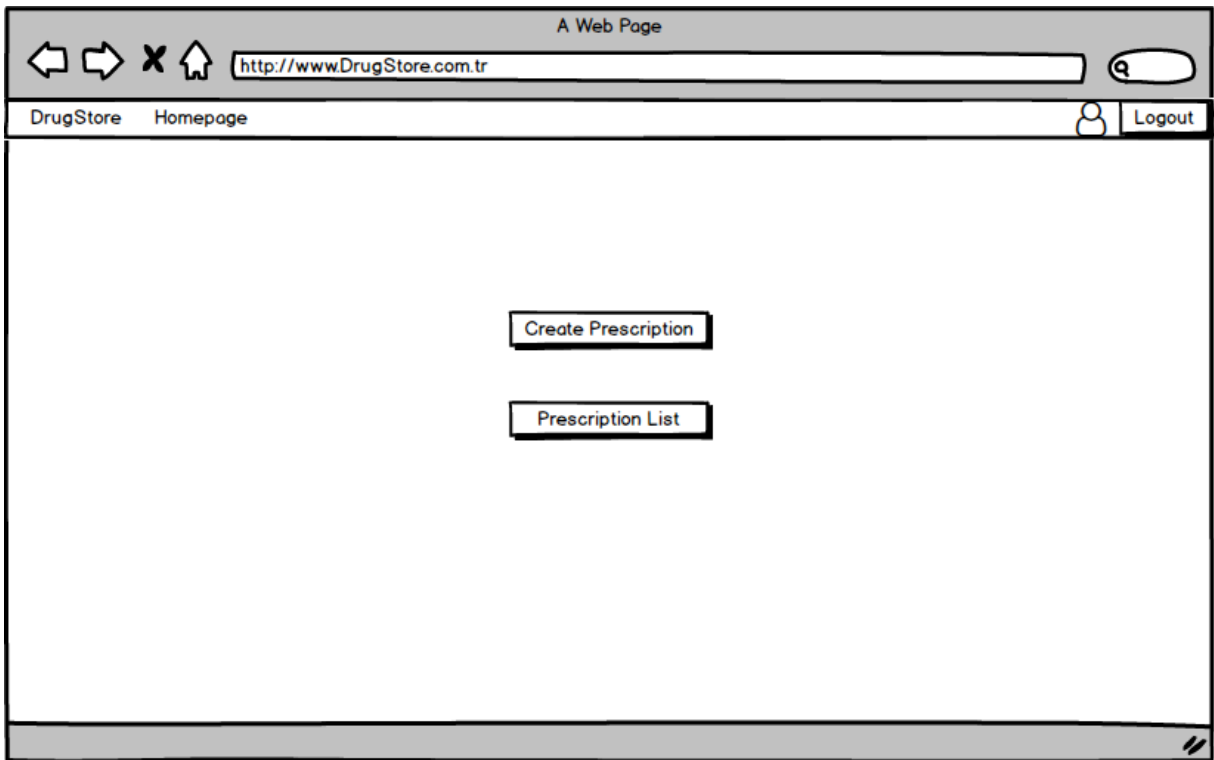 A Web Page
http://www.DrugStore.com.tr
DrugStore Homepage Logout
Create Prescription
Prescription List